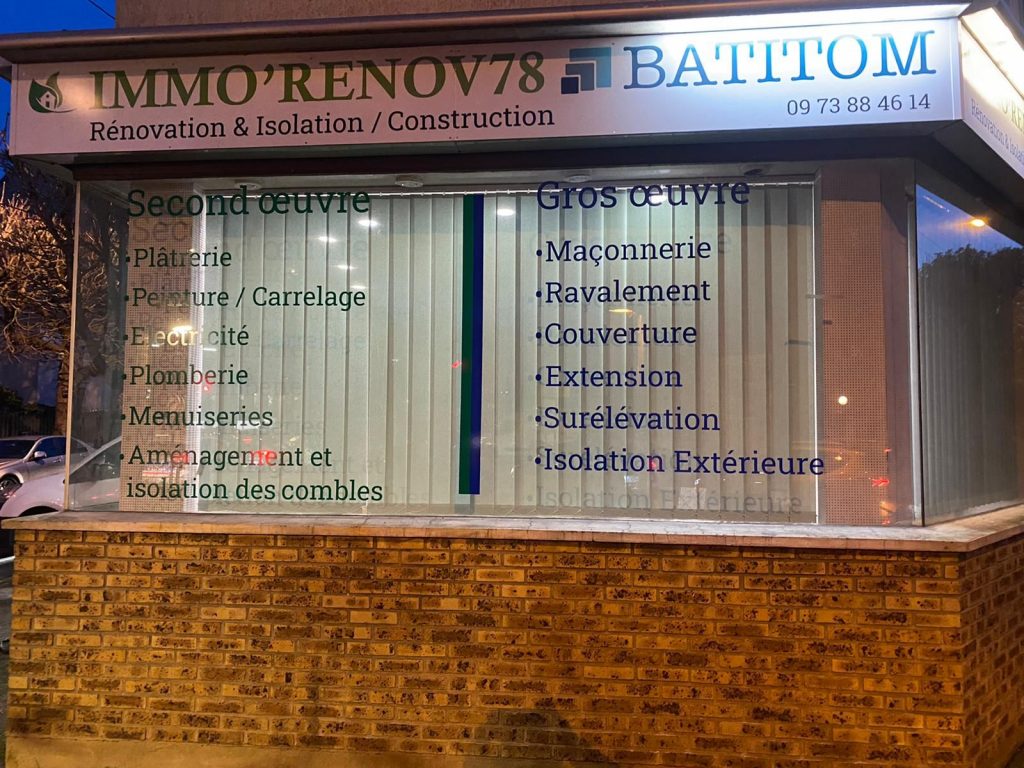 IMMO'RENOV78
BATITOM
Rénovation & Isolation / Construction
09 73 88 46 14
Second œuvre
•Plâtrerie
•Peinture / Carrelage
•Electricité
•Plomberie
•Menuiseries
•Aménagement et
isolation des combles
Gros œuvre
•Maçonnerie
•Ravalement
•Couverture
•Extension
•Surélévation
•Isolation Extérieure